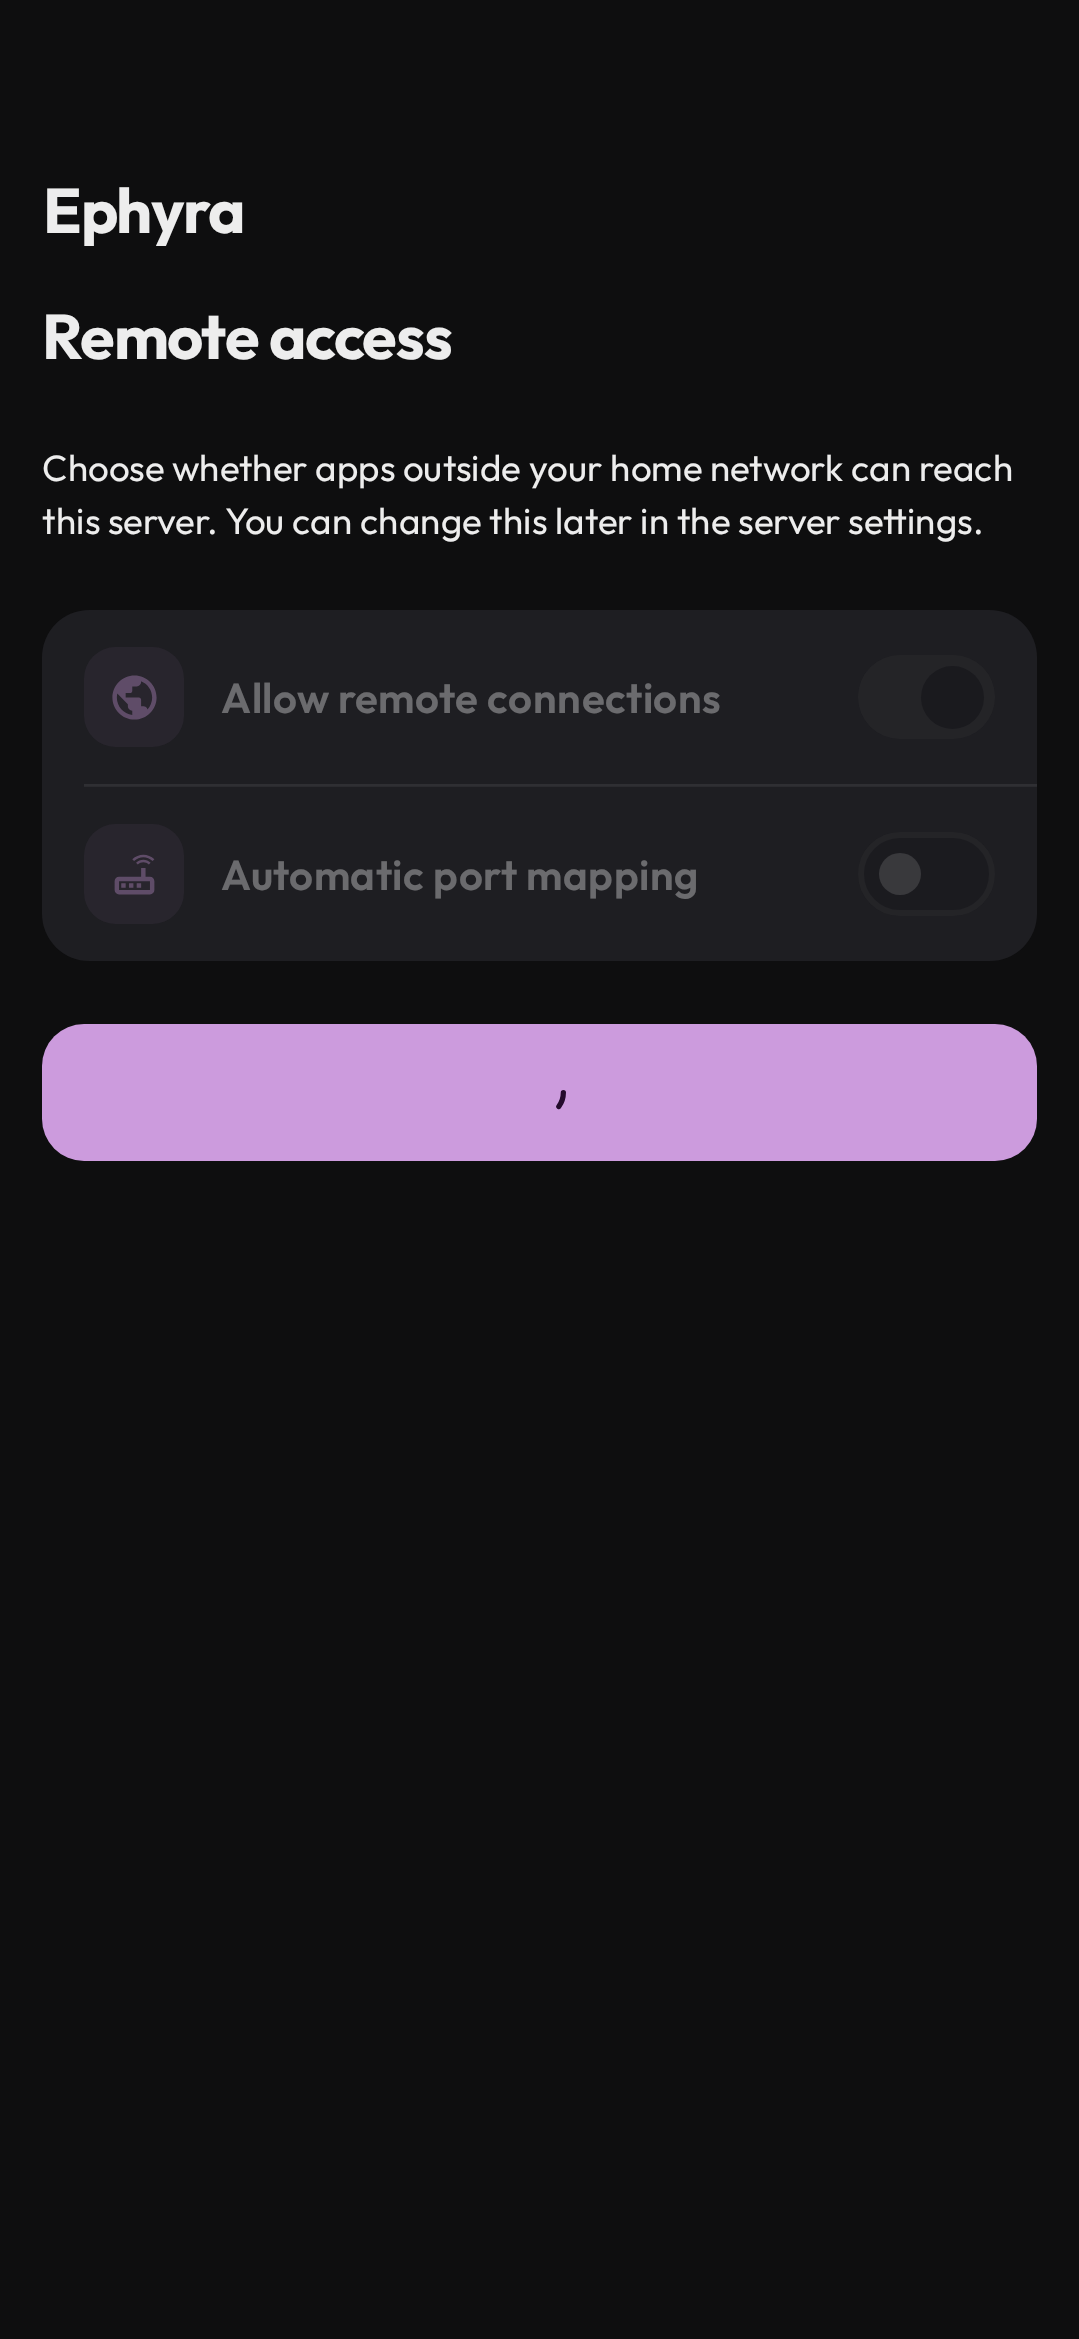 Ephyra
Remote access
Choose whether apps outside your home network can reach
this server. You can change this later in the server settings.
Allow remote connections
Automatic port mapping